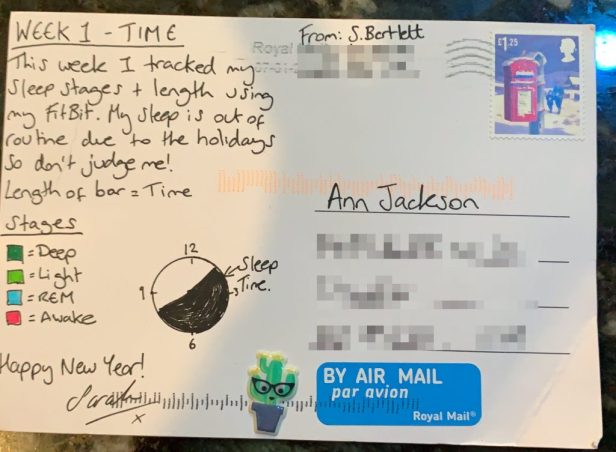 WEEK 1 - TIME
This week I tracked my
Sleep stages + length using
my FitBit. My sleep is out of
routine due to the holidays
So don't judge me!
Length of bar = Time
Stages
= Deep
= Light
= REM
= Awake
12
9
6
Sleep
Time.
Happy New Year!
Sarah
x
From: S. Bartlett
Royal
£1.25
Ann Jackson
BY AIR MAIL
par avion
Royal Mail®